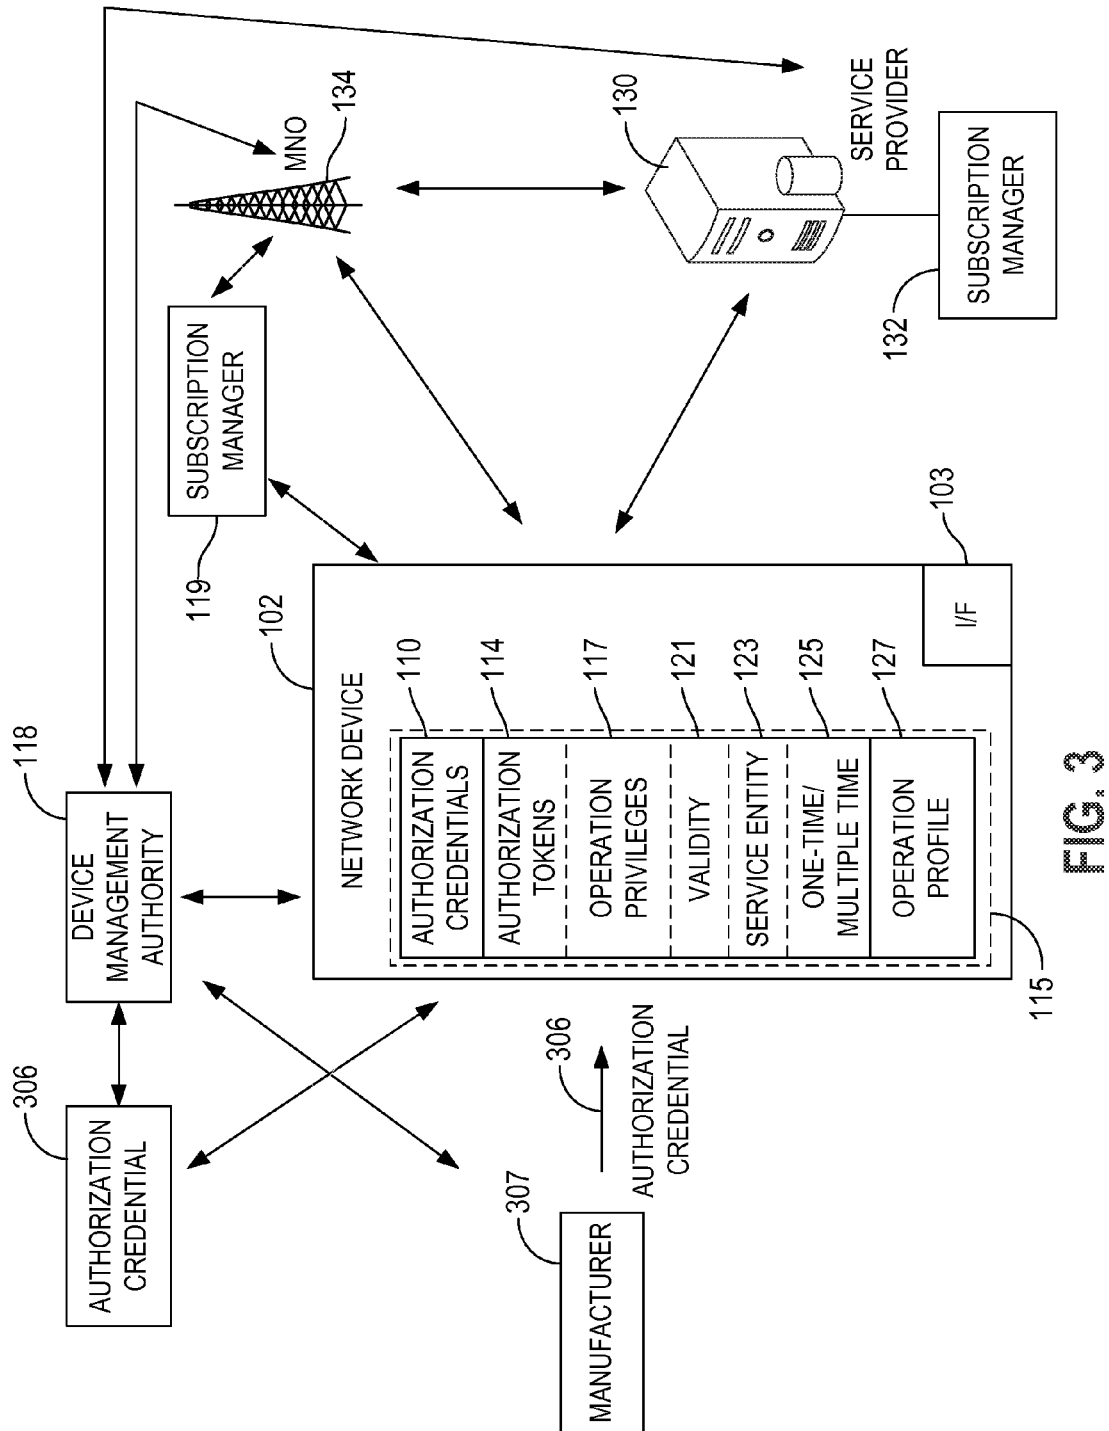 306
AUTHORIZATION
CREDENTIAL
118
DEVICE
MANAGEMENT
AUTHORITY
307
MANUFACTURER
306
AUTHORIZATION
CREDENTIAL
102
NETWORK DEVICE
AUTHORIZATION
CREDENTIALS
110
AUTHORIZATION
TOKENS
114
OPERATION
PRIVILEGES
117
VALIDITY
121
SERVICE ENTITY
123
ONE-TIME/
MULTIPLE TIME
125
OPERATION
PROFILE
127
115
I/F
103
119
SUBSCRIPTION
MANAGER
MNO
134
130
SERVICE
PROVIDER
132
SUBSCRIPTION
MANAGER
FIG. 3